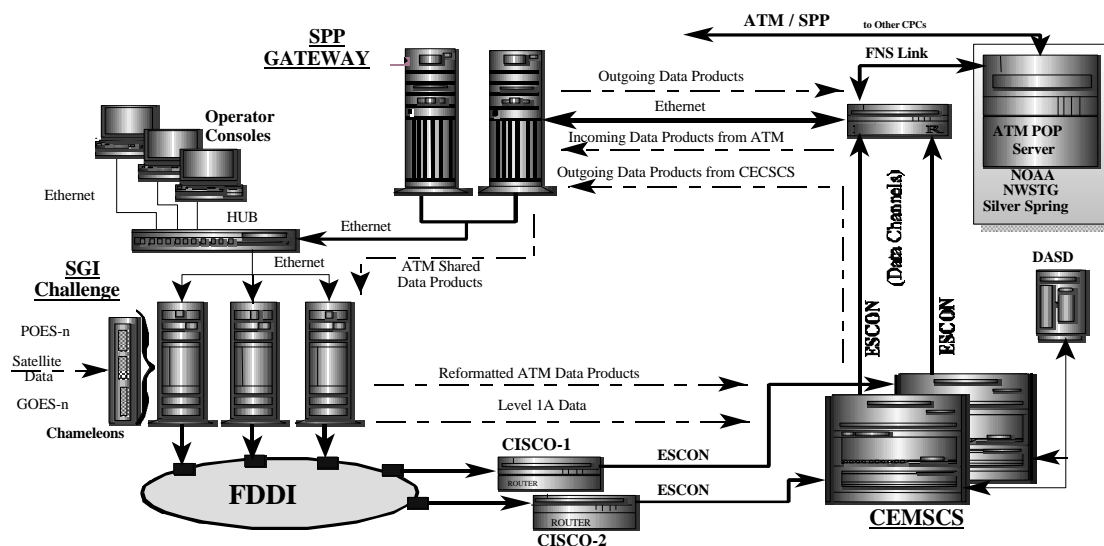 ATM / SPP
to Other CPCs
SPP
GATEWAY
FNS Link
Outgoing Data Products
Ethernet
Incoming Data Products from ATM
Outgoing Data Products from CECSCS
ATM POP
Server
NOAA
NWSTG
Silver Spring
Operator
Consoles
Ethernet
HUB
Ethernet
Ethernet
ATM Shared
Data Products
(Data Channels)
ESCON
ESCON
DASD
SGI
Challenge
POES-n
Satellite
Data
GOES-n
Chameleons
Reformatted ATM Data Products
Level 1A Data
FDDI
CISCO-1
ROUTER
ESCON
ESCON
ROUTER
CISCO-2
CEMSCS